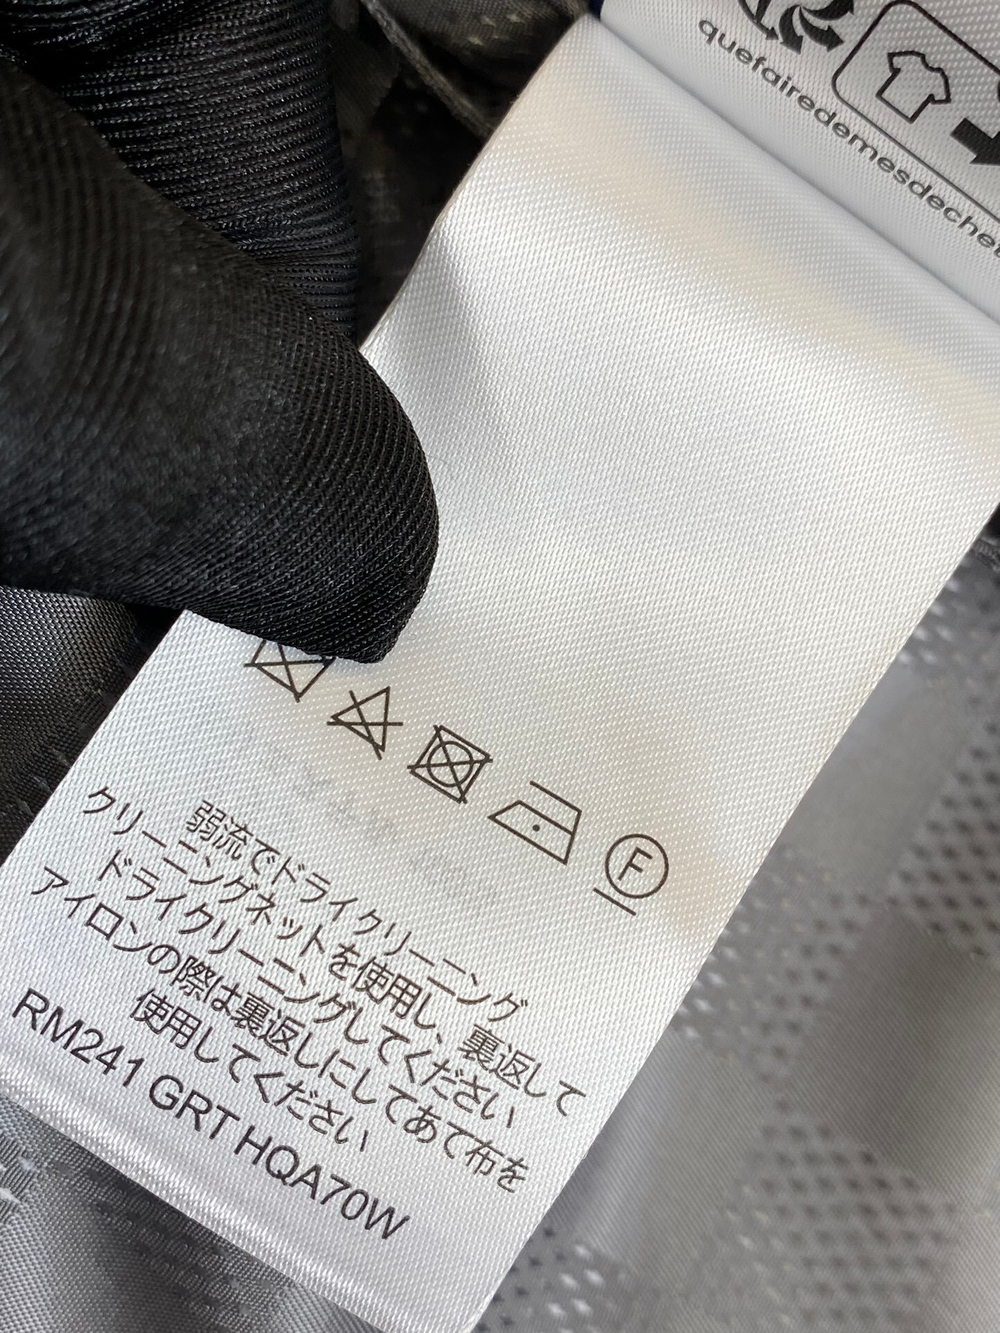 quefairedemesdeche
F
弱流でドライクリーニング
クリーニングネットを使用し、裏返して
ドライクリーニングしてください
アイロンの際は裏返しにしてあて布を
使用してください
RM241 GRT HQA70W